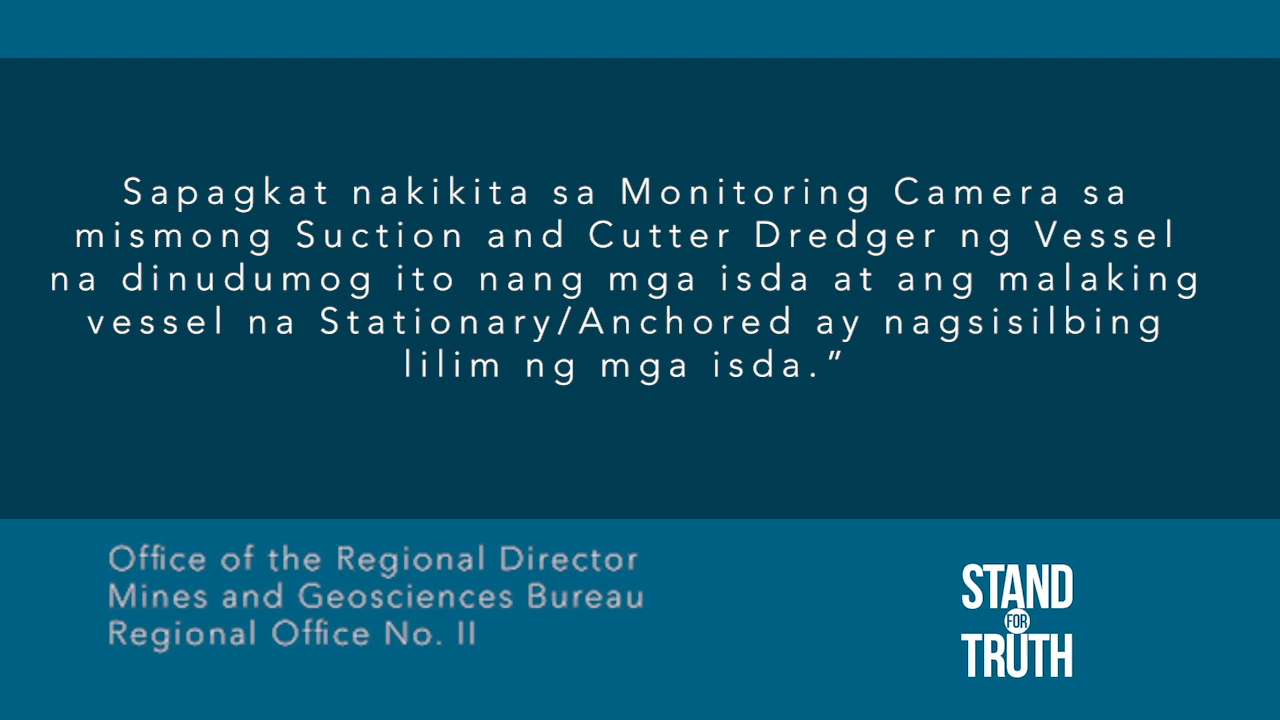 Sapagkat nakikita sa Monitoring Camera sa
mismong Suction and Cutter Dredger ng Vessel
na dinudumog ito nang mga isda at ang malaking
vessel na Stationary/Anchored ay nagsisilbing
lilim ng mga isda.”
Office of the Regional Director
Mines and Geosciences Bureau
Regional Office No. II
STAND
FOR
TRUTH